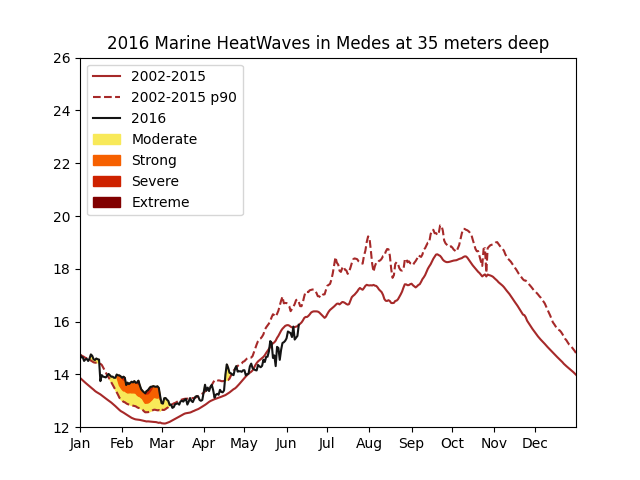 2016 Marine HeatWaves in Medes at 35 meters deep
26
24
22
20
18
16
14
12
2002-2015
2002-2015 p90
2016
Moderate
Strong
Severe
Extreme
Jan Feb Mar Apr May Jun Jul Aug Sep Oct Nov Dec